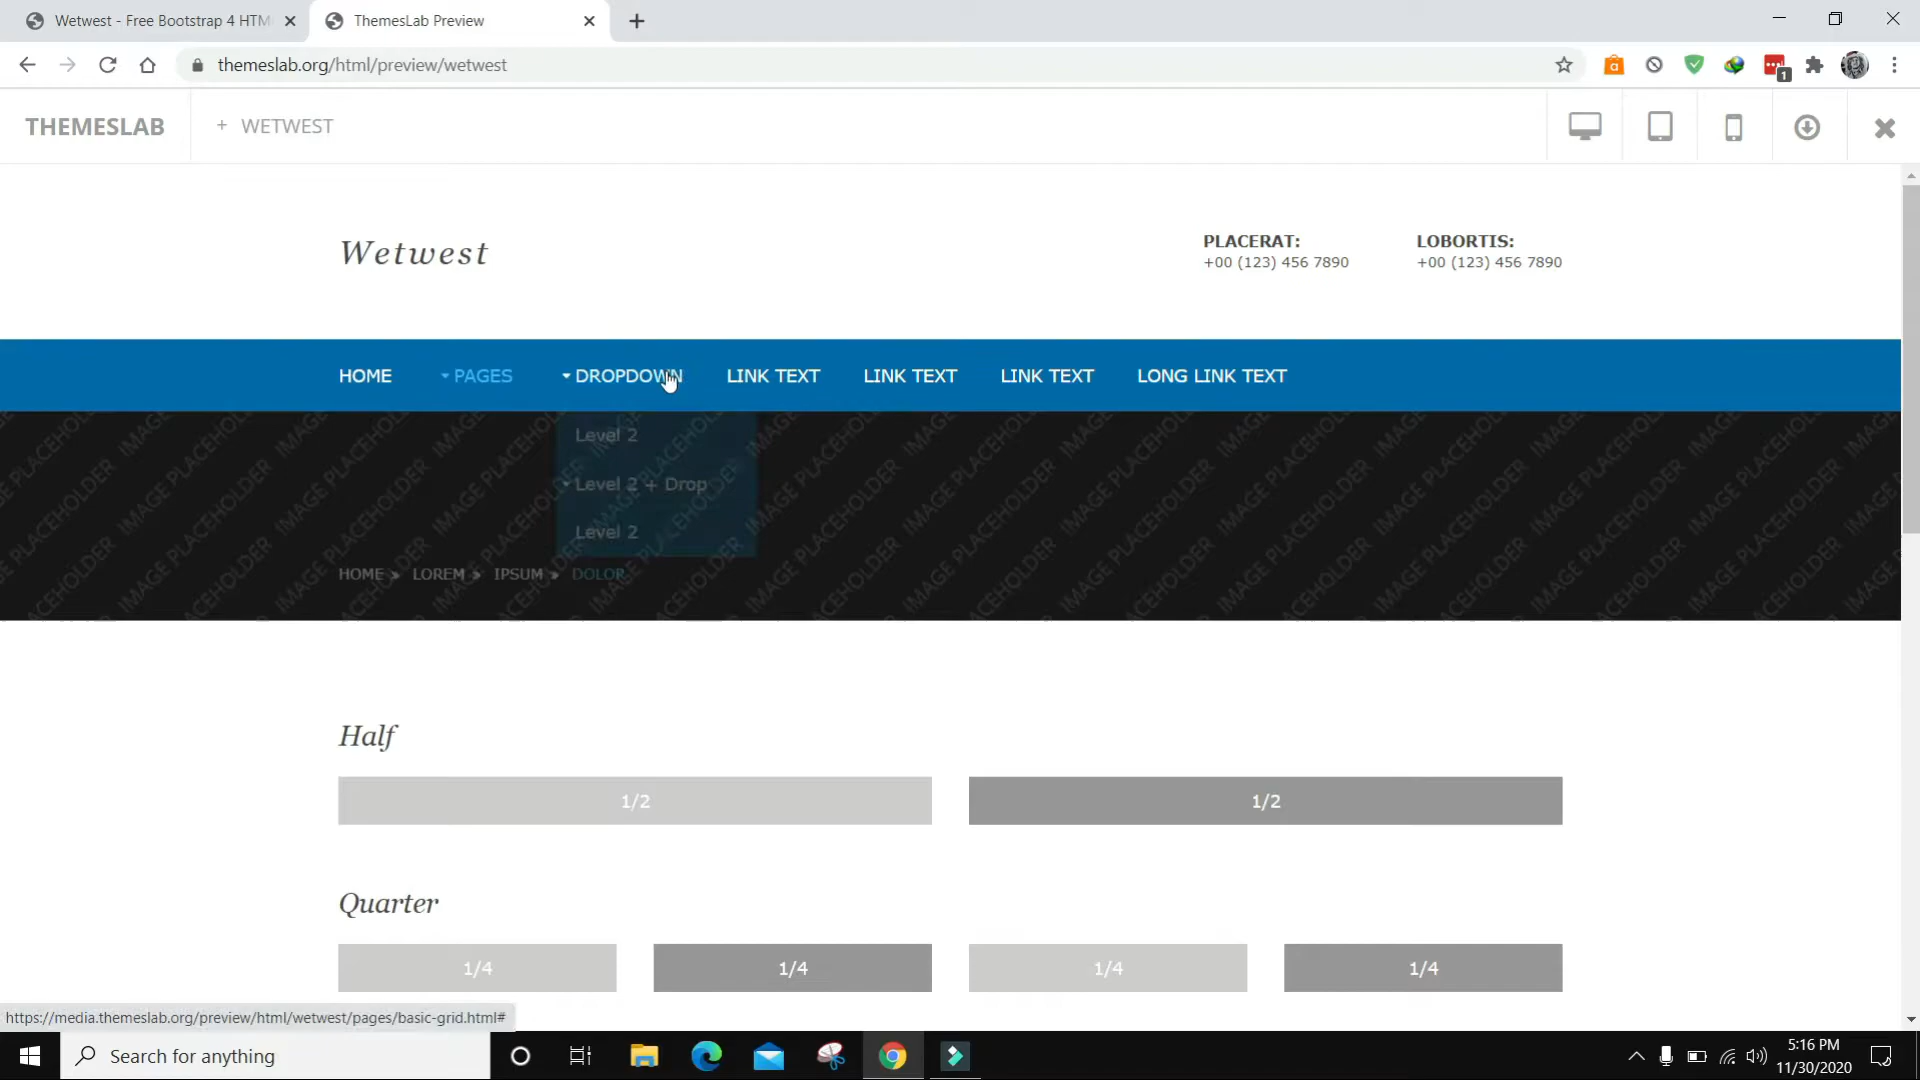 Wetwest - Free Bootstrap 4 HTM
ThemesLab Preview
themeslab.org/html/preview/wetwest
1
THEMESLAB
+ WETWEST
Wetwest
PLACERAT:
+00 (123) 456 7890
LOBORTIS:
+00 (123) 456 7890
HOME
PAGES
DROPDOWN
LINK TEXT
LINK TEXT
LINK TEXT
LONG LINK TEXT
Level 2
Level 2 + Drop
Level 2
IMAGE PLACEHOLDER
HOME » LOREM » IPSUM » DOLOR
Half
1/2
1/2
Quarter
1/4
1/4
1/4
1/4
https://media.themeslab.org/preview/html/wetwest/pages/basic-grid.html#
Search for anything
5:16 PM
11/30/2020